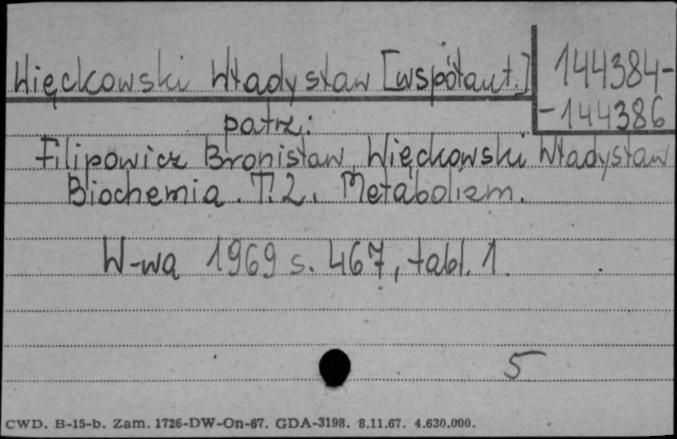 Więckowski Władysław [współaut.]
144384-
-144386
patrz:
Filipowicz Bronisław, Więckowski Władysław
Biochemia. T. 2. Metabolizm.
W-wa 1969 s. 467, tabl. 1.
5
CWD. B-15-b. Zam. 1726-DW-On-67. GDA-3198. 8.11.67. 4.630.000.